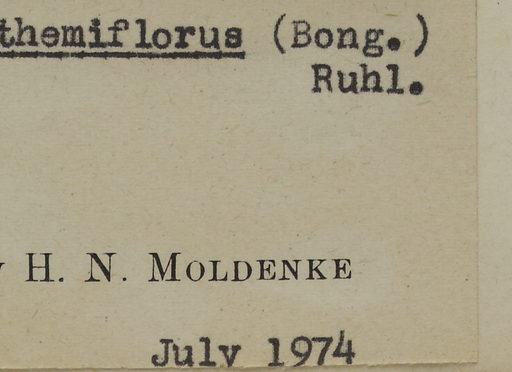 themiflorus (Bong.)
Ruhl.
H. N. MOLDENKE
July 1974